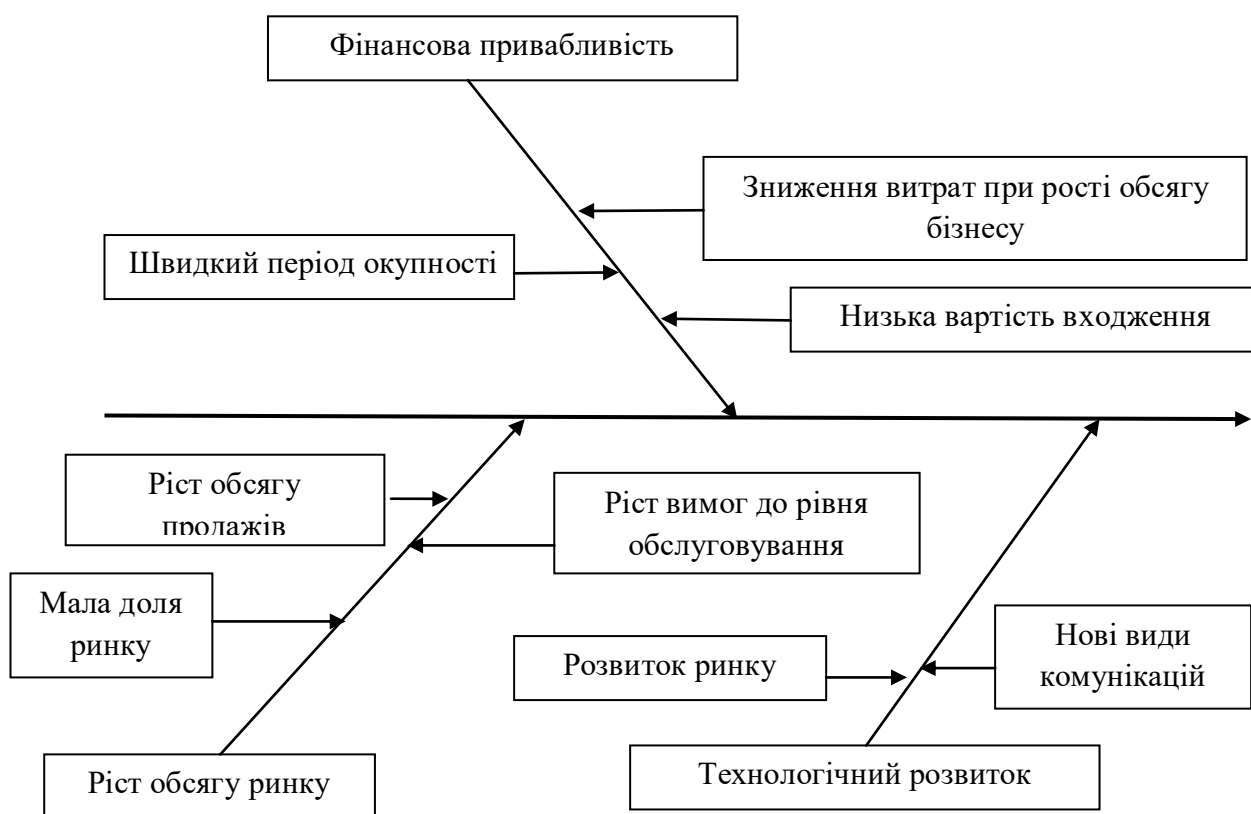 Фінансова привабливість
Зниження витрат при рості обсягу
бізнесу
Швидкий період окупності
Низька вартість входження
Ріст обсягу
продажів
Ріст вимог до рівня
обслуговування
Мала доля
ринку
Розвиток ринку
Нові види
комунікацій
Ріст обсягу ринку
Технологічний розвиток